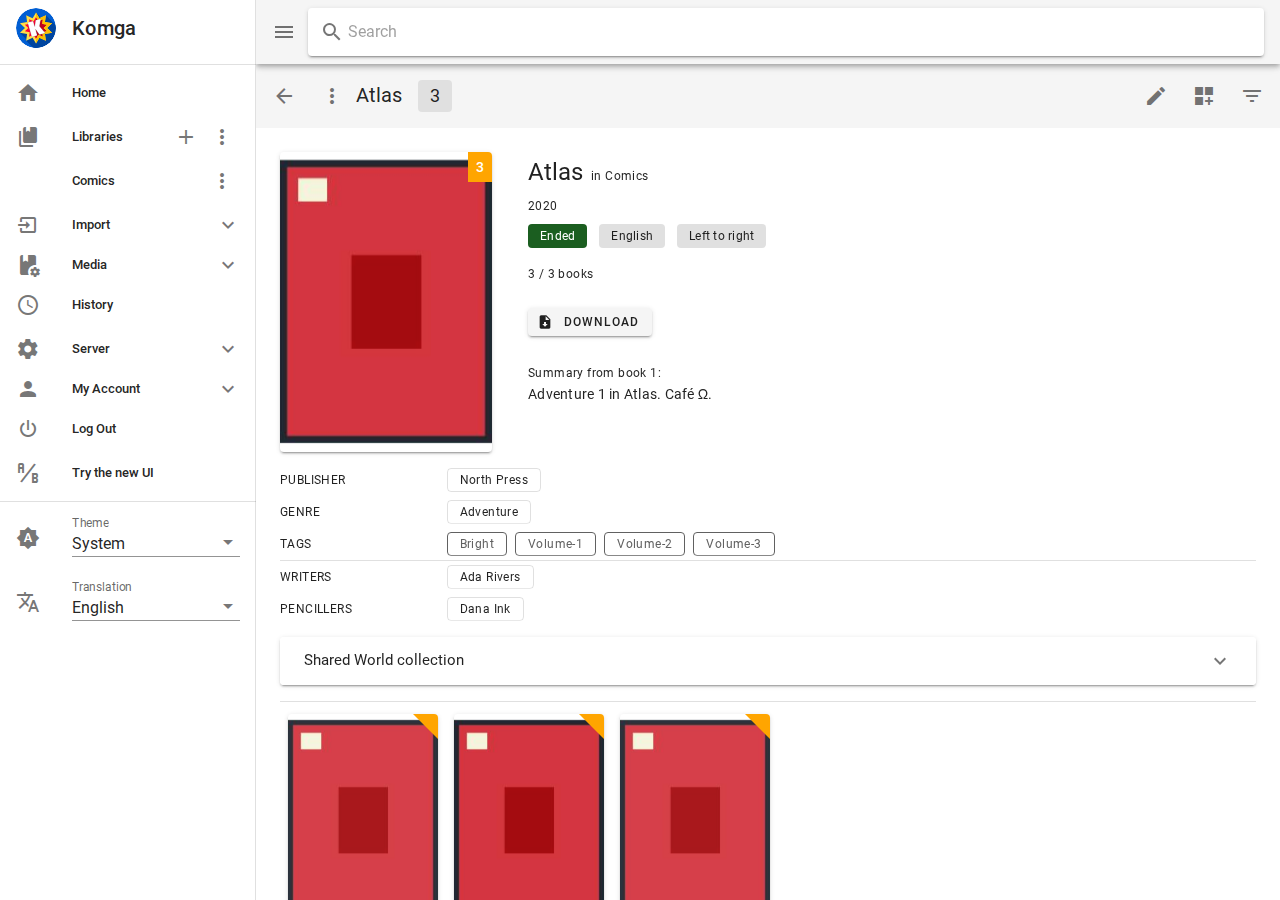 Komga
Search
Home
Libraries
Comics
Import
Media
History
Server
My Account
Log Out
Try the new UI
Theme
System
Translation
English
Atlas 3
3
Atlas in Comics
2020
Ended English Left to right
3 / 3 books
DOWNLOAD
Summary from book 1:
Adventure 1 in Atlas. Café Ω.
PUBLISHER North Press
GENRE Adventure
TAGS Bright Volume-1 Volume-2 Volume-3
WRITERS Ada Rivers
PENCILLERS Dana Ink
Shared World collection